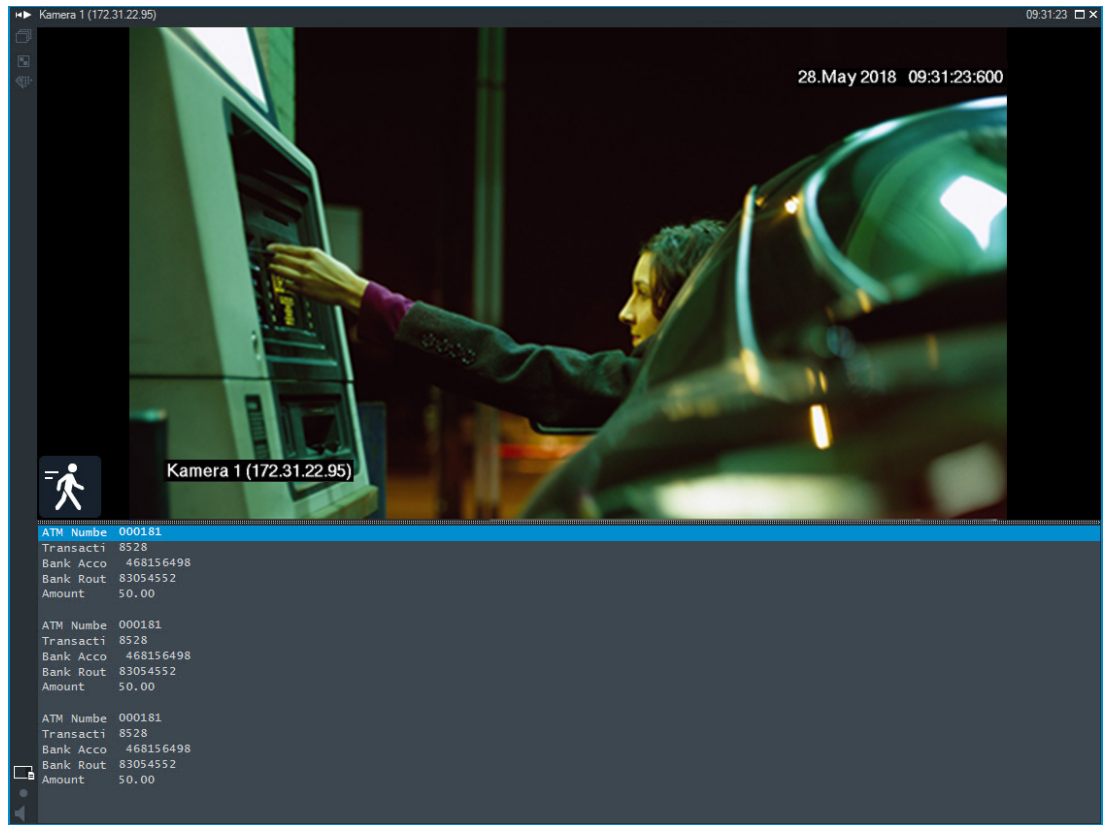 Kamera 1 (172.31.22.95) 09:31:23
28.May 2018 09:31:23:600
Kamera 1 (172.31.22.95)
ATM Numbe 000181
Transacti 8528
Bank Acco 468156498
Bank Rout 83054552
Amount 50.00
ATM Numbe 000181
Transacti 8528
Bank Acco 468156498
Bank Rout 83054552
Amount 50.00
ATM Numbe 000181
Transacti 8528
Bank Acco 468156498
Bank Rout 83054552
Amount 50.00